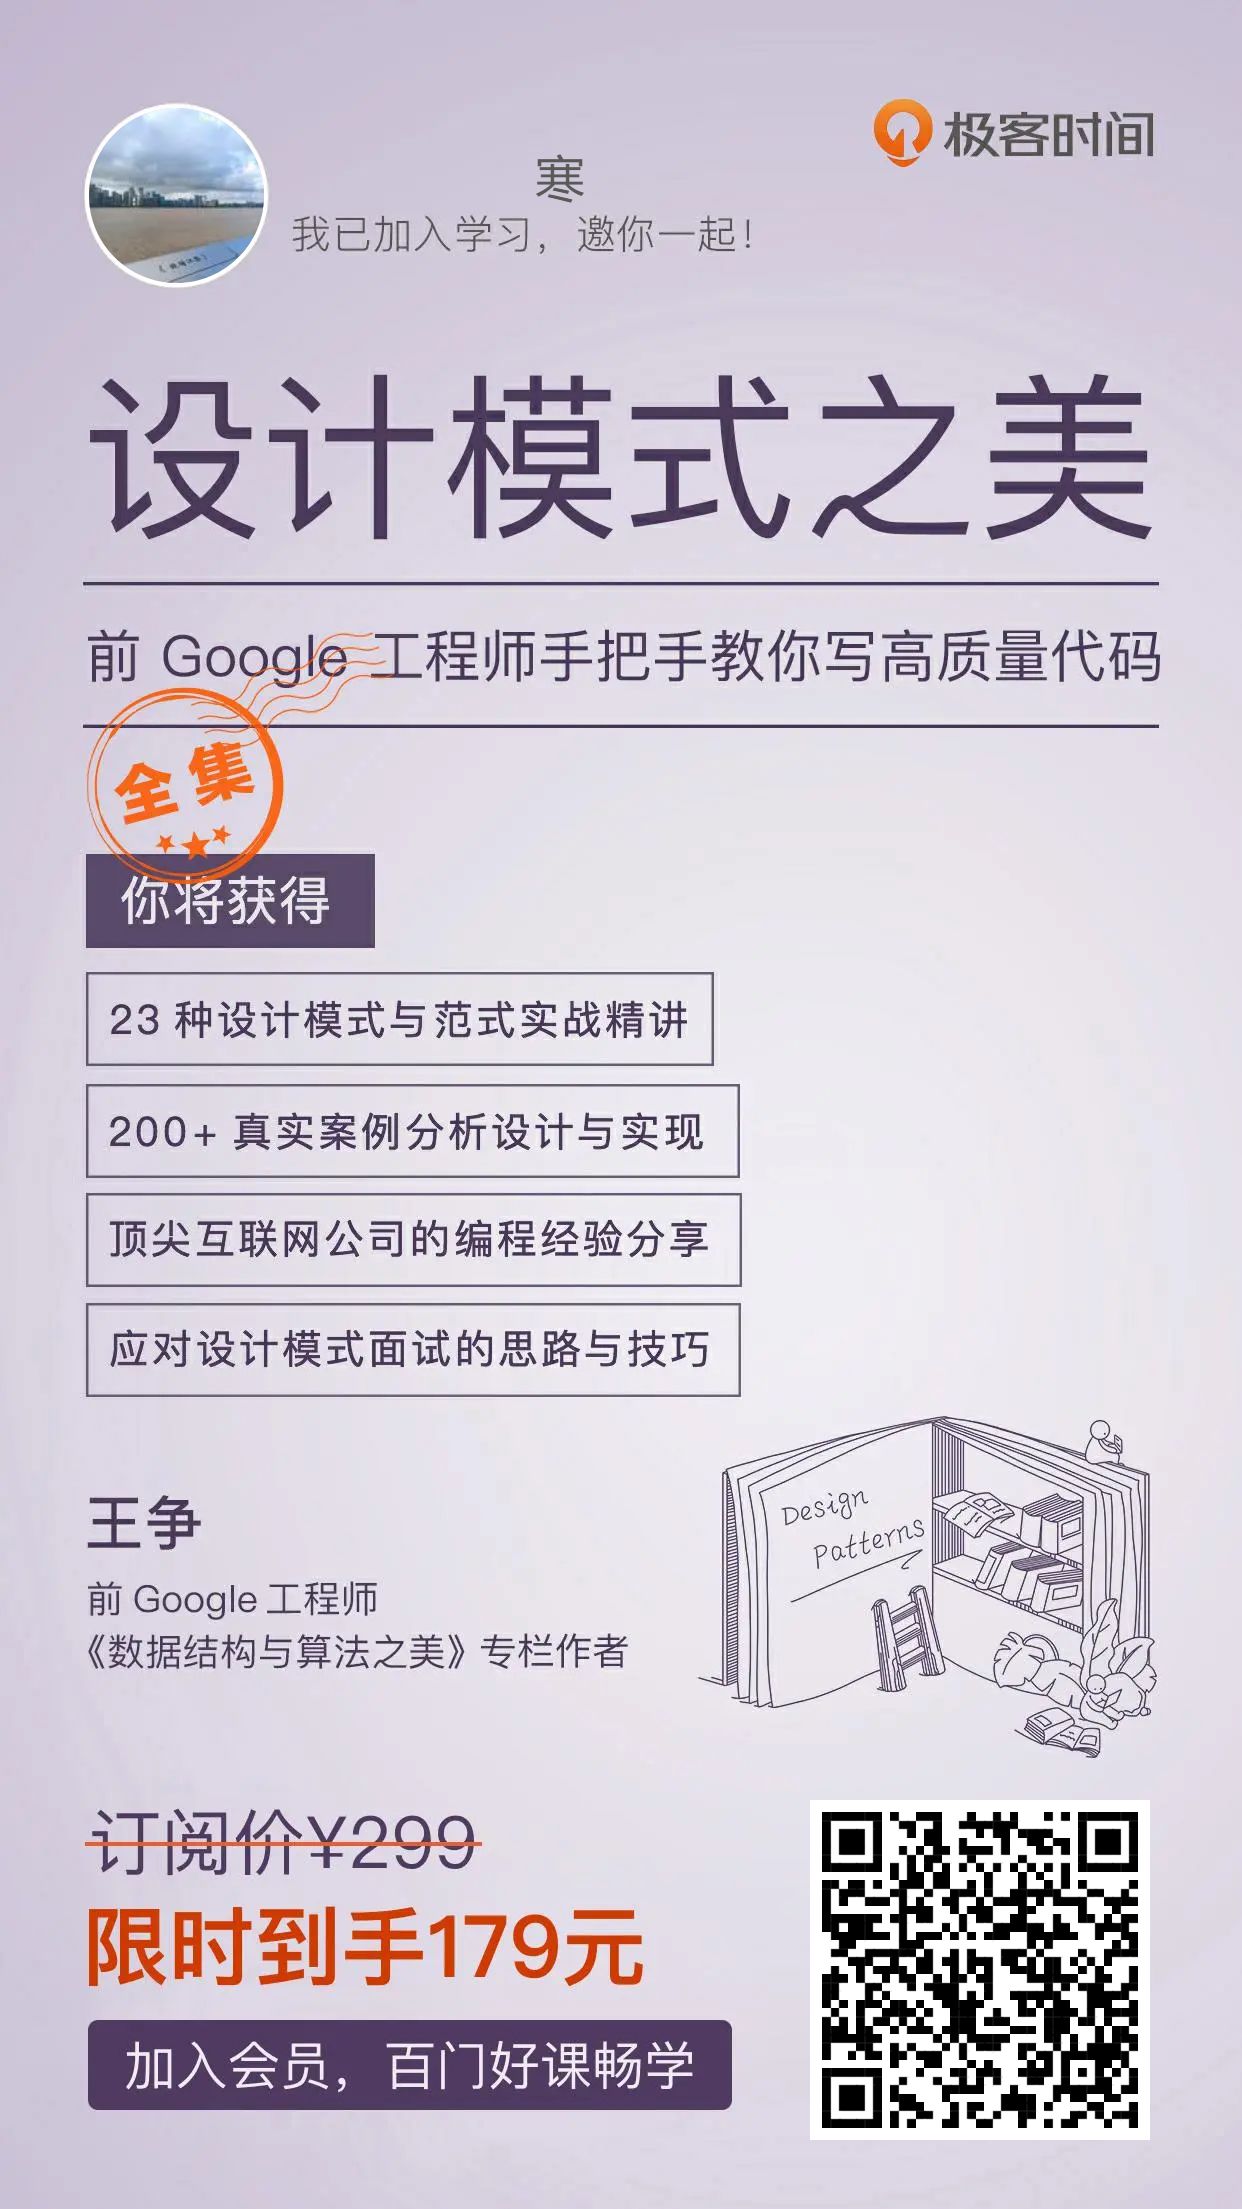 极客时间
寒
我已加入学习，邀你一起！
设计模式之美
前 Google 工程师手把手教你写高质量代码
全集
你将获得
23 种设计模式与范式实战精讲
200+ 真实案例分析设计与实现
顶尖互联网公司的编程经验分享
应对设计模式面试的思路与技巧
Design
Patterns
王争
前 Google 工程师
《数据结构与算法之美》专栏作者
订阅价¥299
限时到手179元
加入会员，百门好课畅学